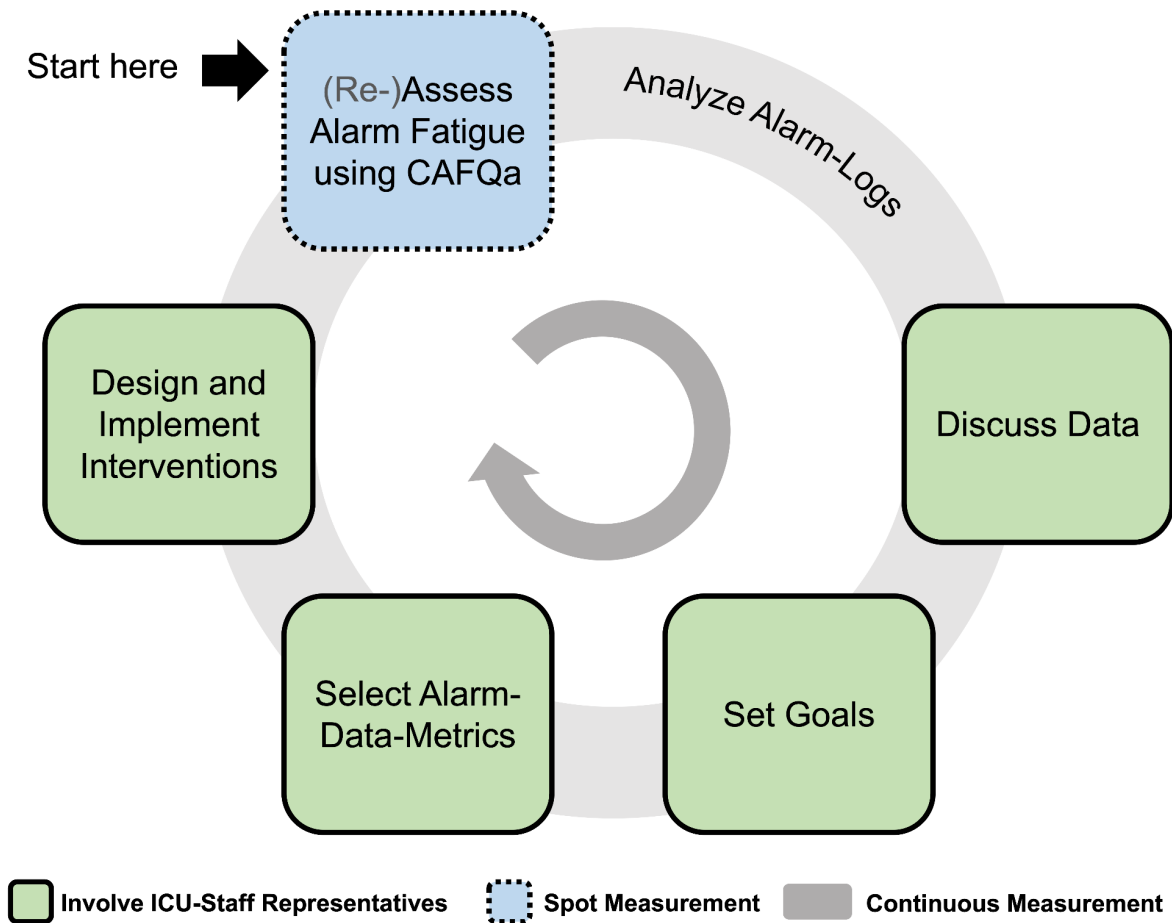 Start here
(Re-)Assess
Alarm Fatigue
using CAFQa
Analyze Alarm-Logs
Design and
Implement
Interventions
Discuss Data
Select Alarm-
Data-Metrics
Set Goals
Involve ICU-Staff Representatives
Spot Measurement
Continuous Measurement